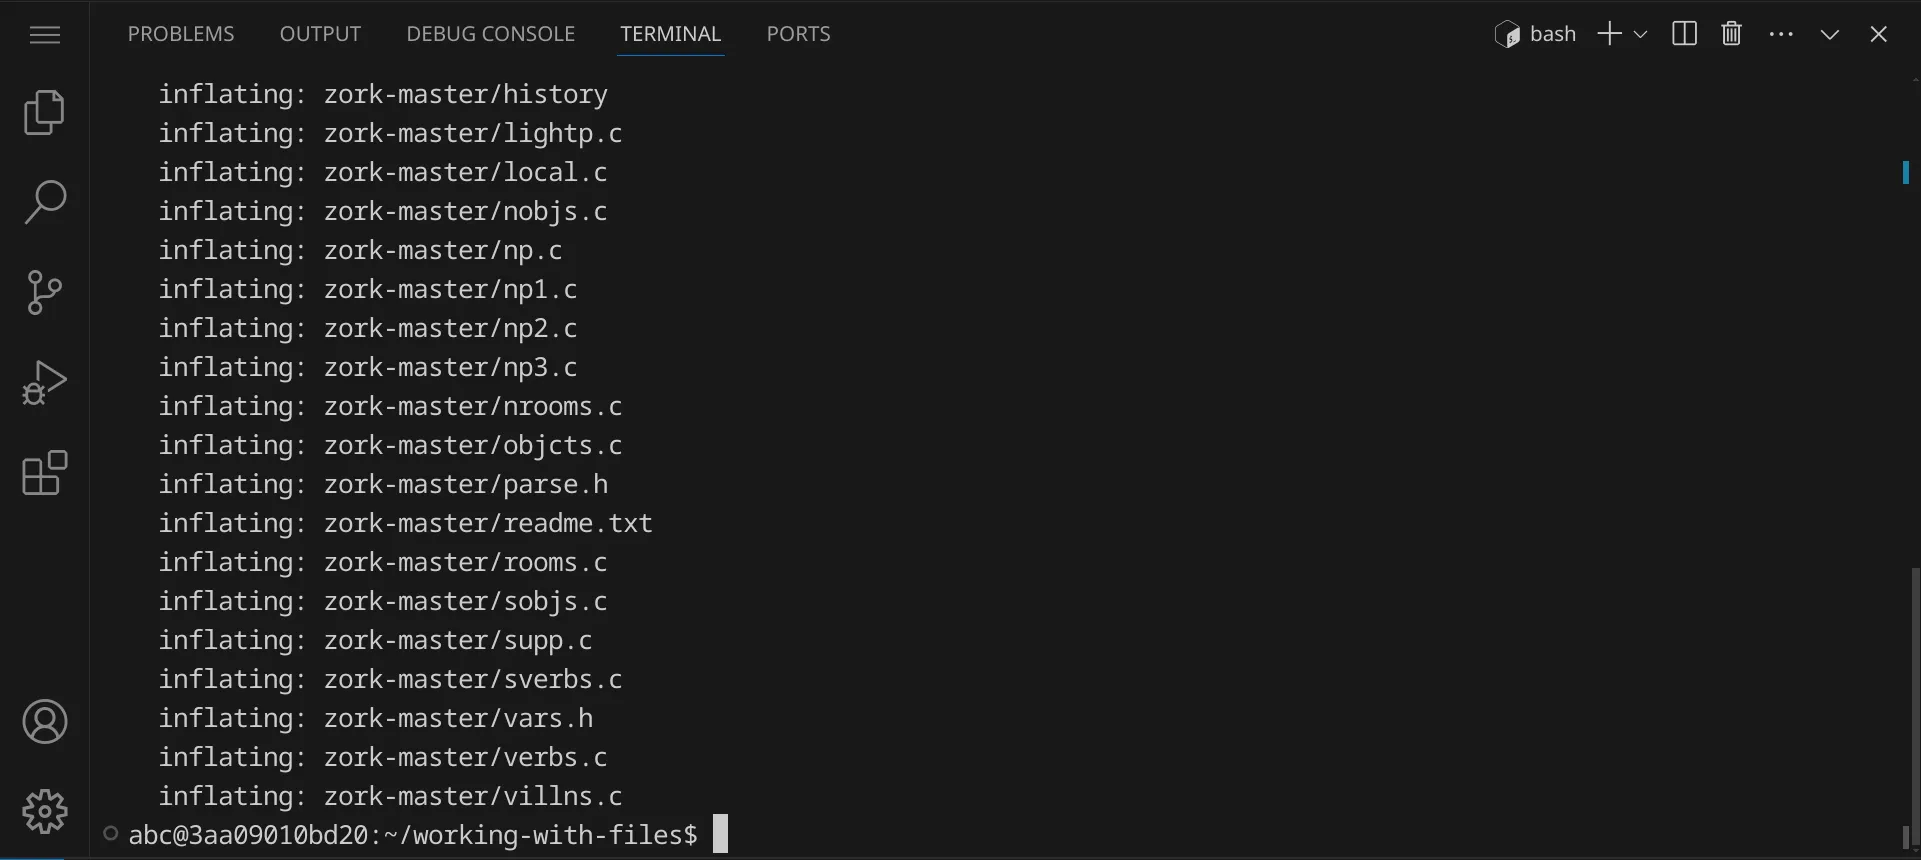 PROBLEMS OUTPUT DEBUG CONSOLE TERMINAL PORTS bash
inflating: zork-master/history
inflating: zork-master/lightp.c
inflating: zork-master/local.c
inflating: zork-master/nobjs.c
inflating: zork-master/np.c
inflating: zork-master/np1.c
inflating: zork-master/np2.c
inflating: zork-master/np3.c
inflating: zork-master/nrooms.c
inflating: zork-master/objcts.c
inflating: zork-master/parse.h
inflating: zork-master/readme.txt
inflating: zork-master/rooms.c
inflating: zork-master/sobjs.c
inflating: zork-master/supp.c
inflating: zork-master/sverbs.c
inflating: zork-master/vars.h
inflating: zork-master/verbs.c
inflating: zork-master/villns.c
abc@3aa09010bd20:~/working-with-files$